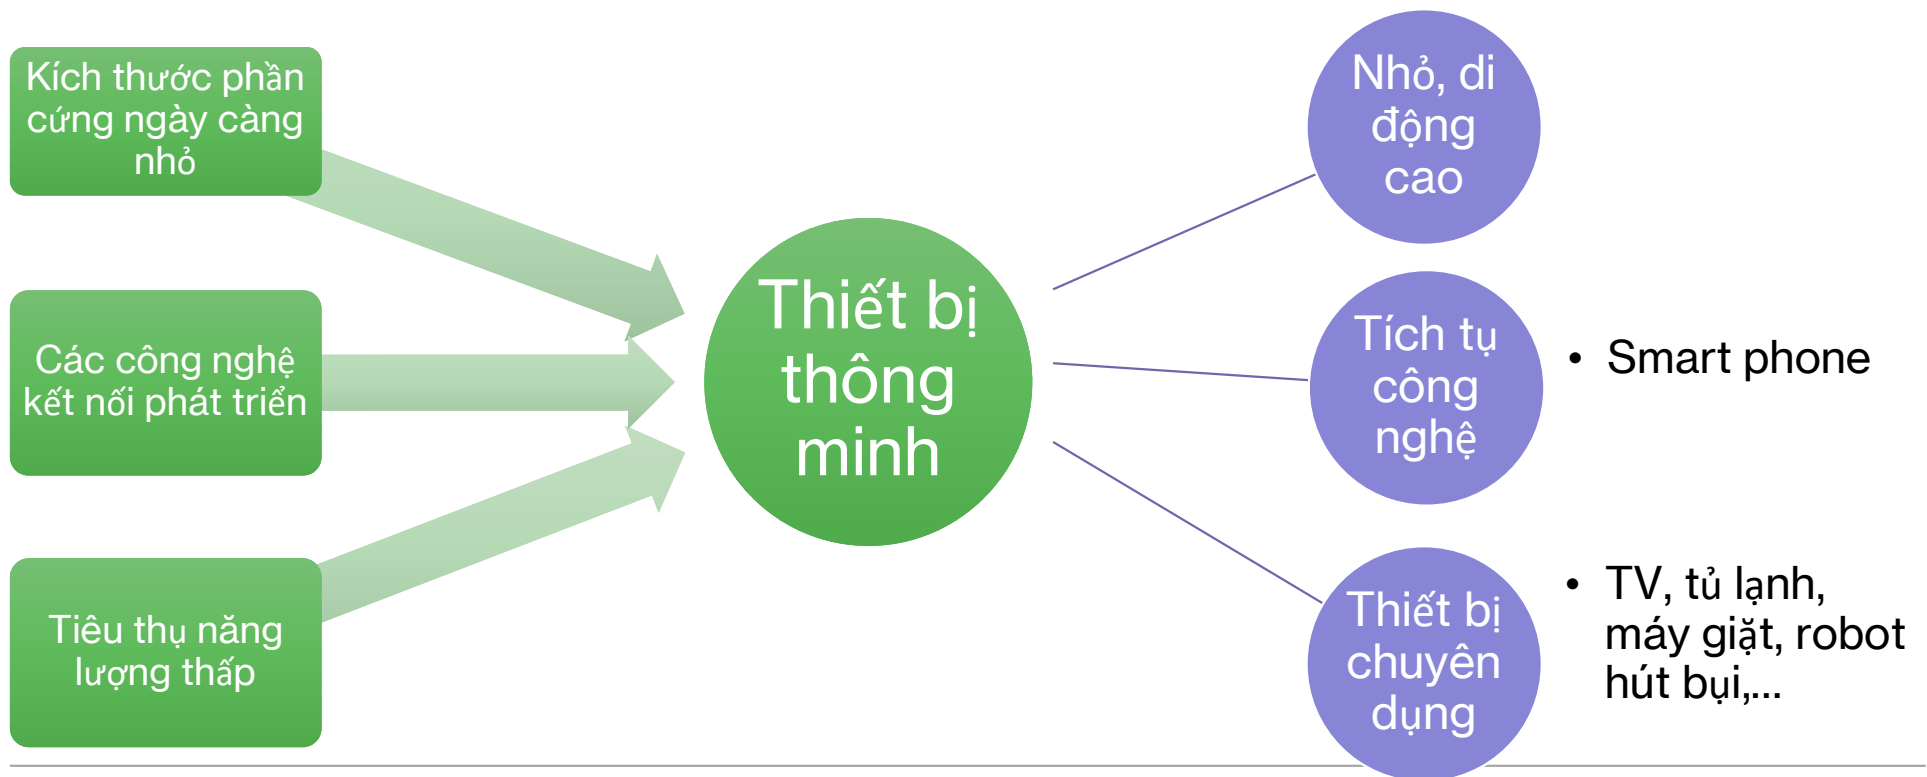 Kích thước phần
cứng ngày càng
nhỏ
Các công nghệ
kết nối phát triển
Tiêu thụ năng
lượng thấp
Thiết bị
thông
minh
Nhỏ, di
động
cao
Tích tụ
công
nghệ
• Smart phone
Thiết bị
chuyên
dụng
• TV, tủ lạnh,
máy giặt, robot
hút bụi,...